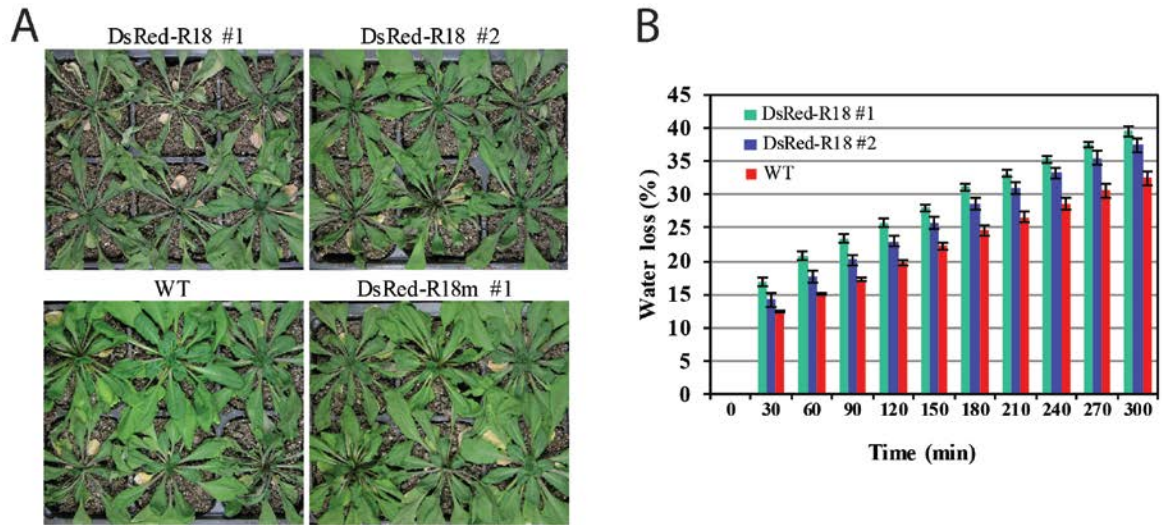 A
DsRed-R18 #1
DsRed-R18 #2
WT
DsRed-R18m #1
B
Water loss (%)
45
40
35
30
25
20
15
10
5
0
DsRed-R18 #1
DsRed-R18 #2
WT
0 30 60 90 120 150 180 210 240 270 300
Time (min)